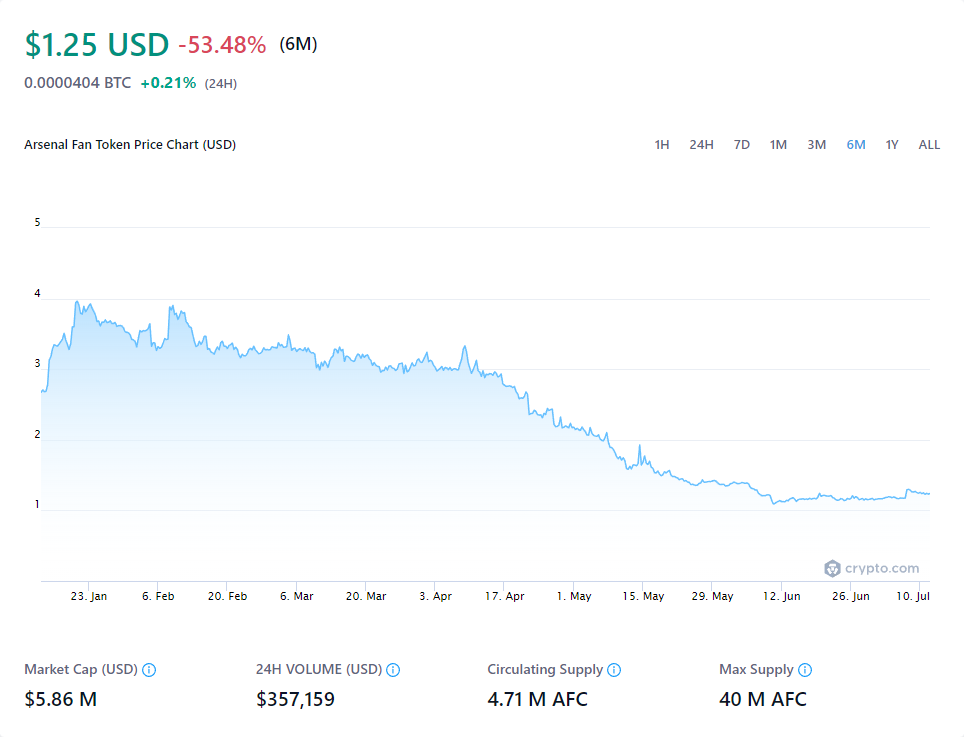 $1.25 USD -53.48% (6M)
0.0000404 BTC +0.21% (24H)
Arsenal Fan Token Price Chart (USD) 1H 24H 7D 1M 3M 6M 1Y ALL
5
4
3
2
1
crypto.com
23. Jan 6. Feb 20. Feb 6. Mar 20. Mar 3. Apr 17. Apr 1. May 15. May 29. May 12. Jun 26. Jun 10. Jul
Market Cap (USD) 24H VOLUME (USD) Circulating Supply Max Supply
$5.86 M $357,159 4.71 M AFC 40 M AFC